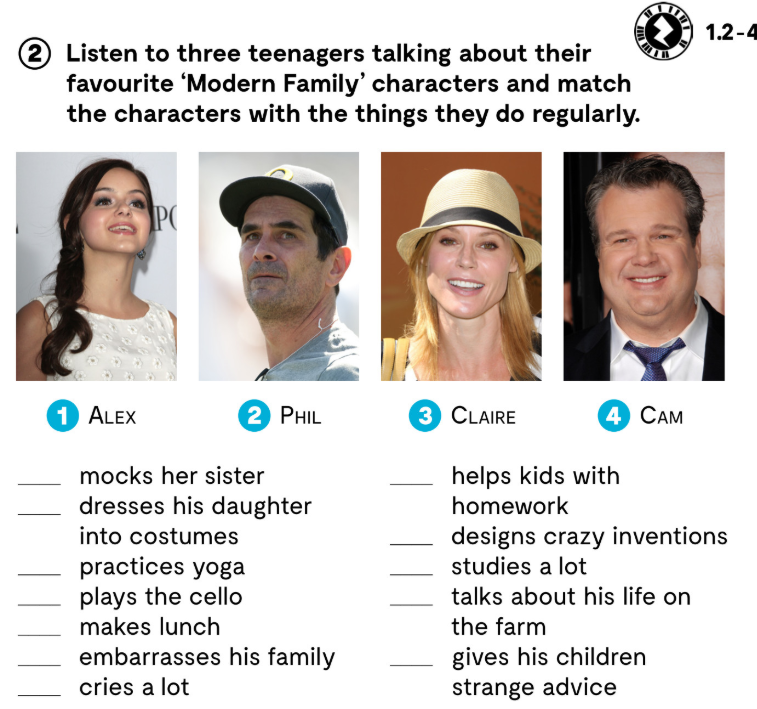 1.2-4
2 Listen to three teenagers talking about their
favourite ‘Modern Family’ characters and match
the characters with the things they do regularly.
PO
1 ALEX
2 PHIL
3 CLAIRE
4 CAM
____ mocks her sister
____ dresses his daughter
into costumes
____ practices yoga
____ plays the cello
____ makes lunch
____ embarrasses his family
____ cries a lot
____ helps kids with
homework
____ designs crazy inventions
____ studies a lot
____ talks about his life on
the farm
____ gives his children
strange advice